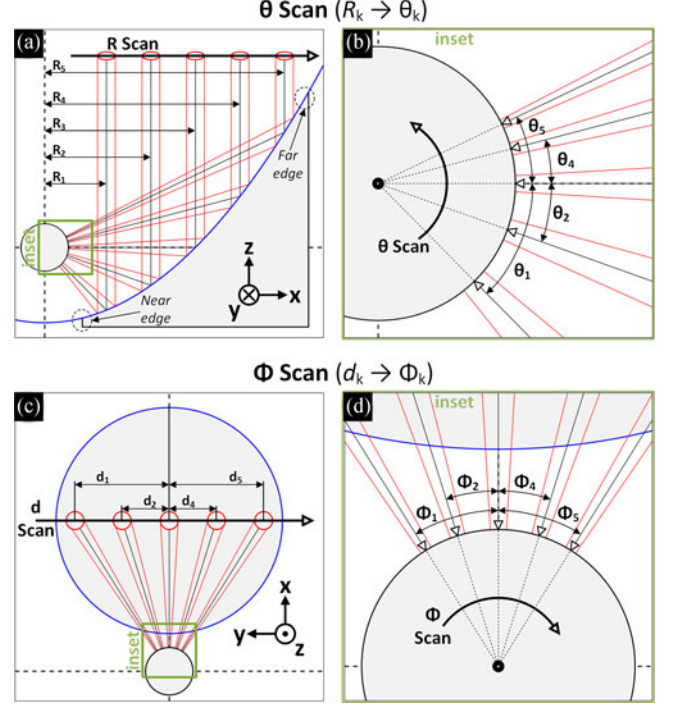 θ Scan (Rk → θk)
(a)
R Scan
R5
R4
R3
R2
R1
Far
edge
inset
z
x
y
Near
edge
inset
(b)
θ5
θ4
θ2
θ1
θ Scan
Φ Scan (dk → Φk)
(c)
d1
d5
d2
d4
d
Scan
inset
x
y
z
inset
(d)
Φ2
Φ4
Φ1
Φ5
Φ
Scan